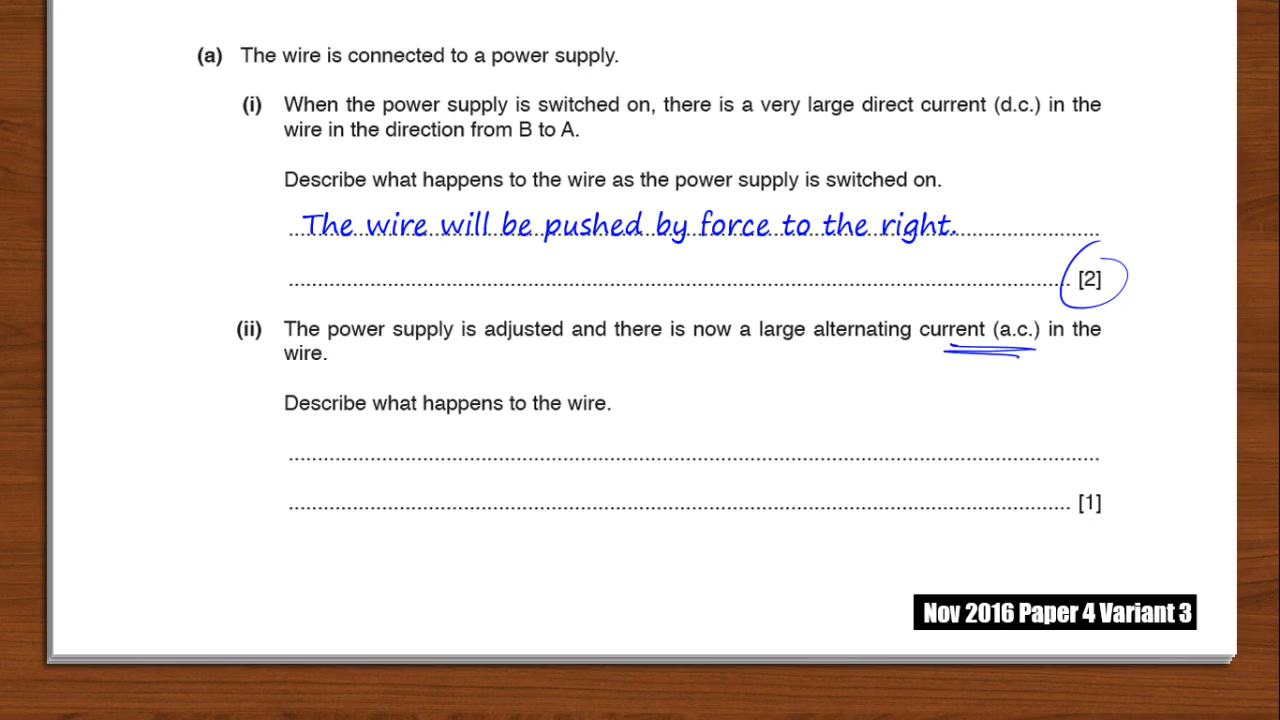 (a) The wire is connected to a power supply.
(i) When the power supply is switched on, there is a very large direct current (d.c.) in the
wire in the direction from B to A.
Describe what happens to the wire as the power supply is switched on.
The wire will be pushed by force to the right.
[2]
(ii) The power supply is adjusted and there is now a large alternating current (a.c.) in the
wire.
Describe what happens to the wire.
[1]
Nov 2016 Paper 4 Variant 3